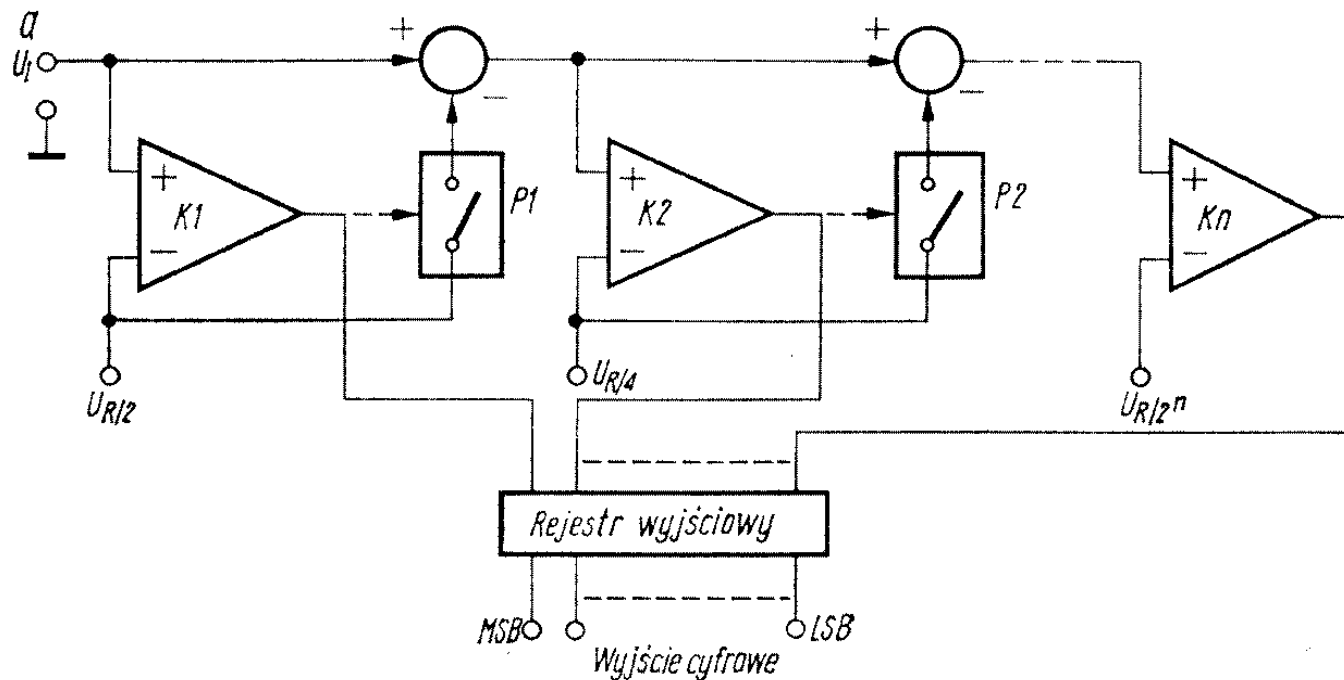 a
U_I
+
−
+
−
+
−
K1
P1
+
−
K2
P2
+
−
Kn
U_R/2
U_R/4
U_R/2^n
Rejestr wyjściowy
MSB
LSB
Wyjście cyfrowe